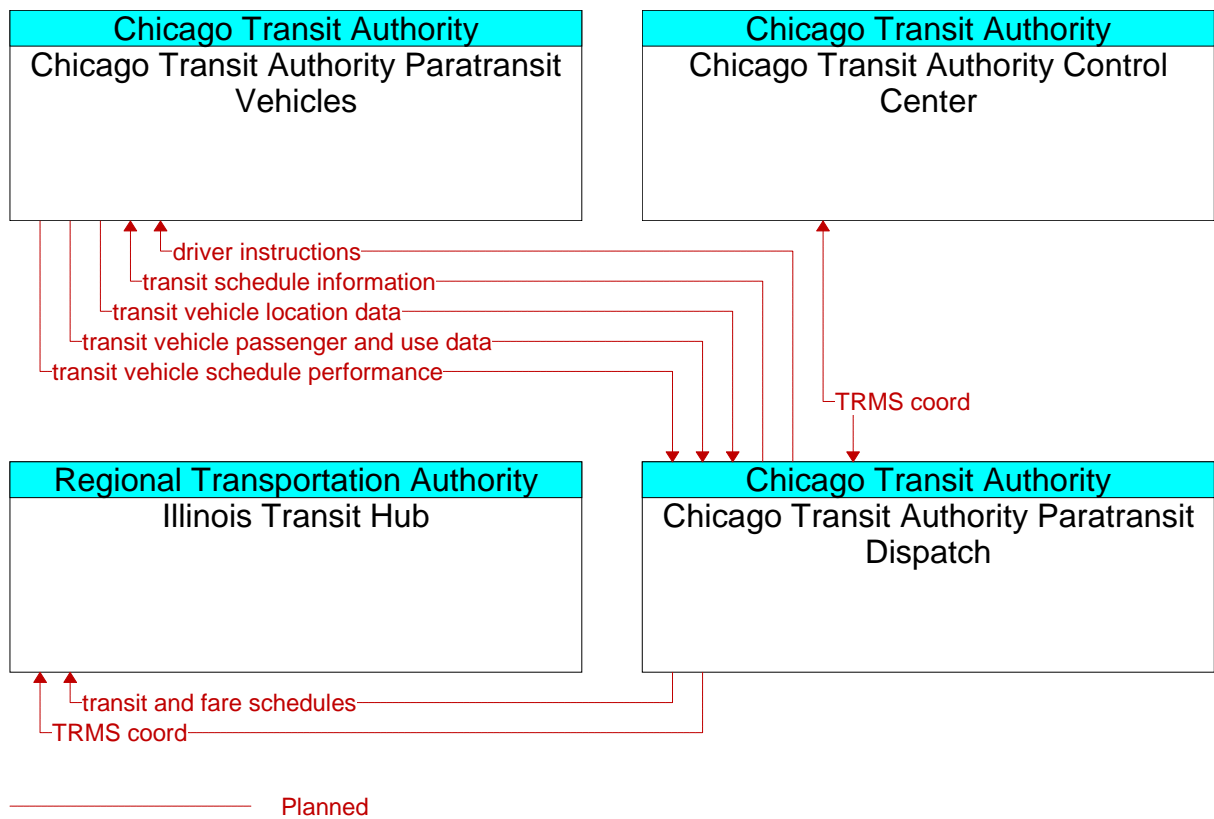 Chicago Transit Authority
Chicago Transit Authority Paratransit
Vehicles
Chicago Transit Authority
Chicago Transit Authority Control
Center
driver instructions
transit schedule information
transit vehicle location data
transit vehicle passenger and use data
transit vehicle schedule performance
TRMS coord
Regional Transportation Authority
Illinois Transit Hub
Chicago Transit Authority
Chicago Transit Authority Paratransit
Dispatch
transit and fare schedules
TRMS coord
Planned